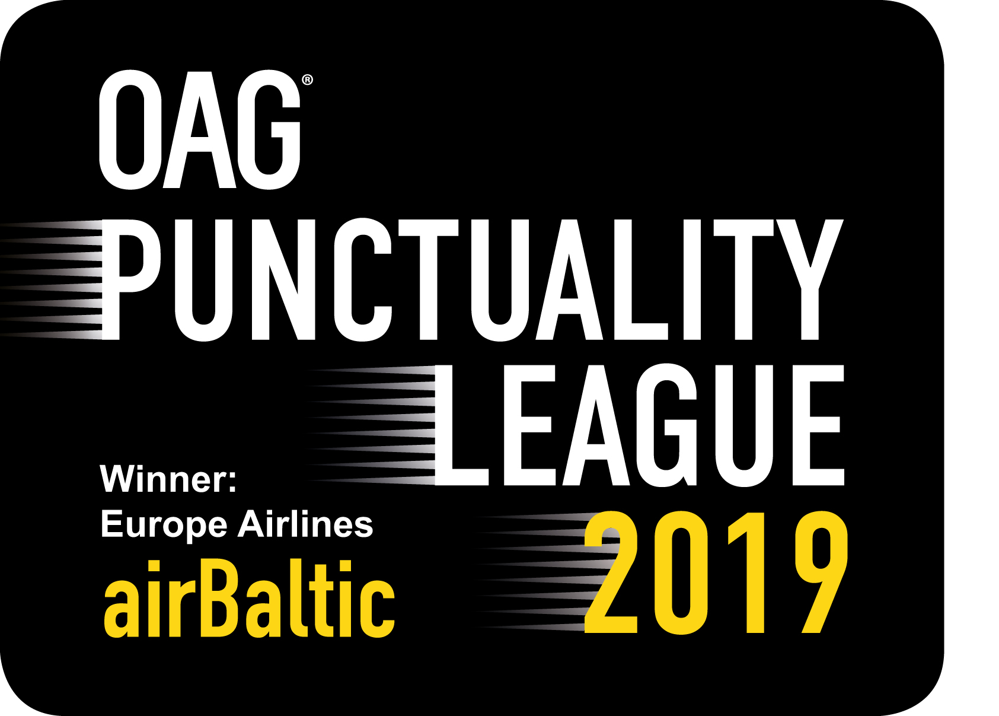 OAG®
PUNCTUALITY
LEAGUE
2019
Winner:
Europe Airlines
airBaltic